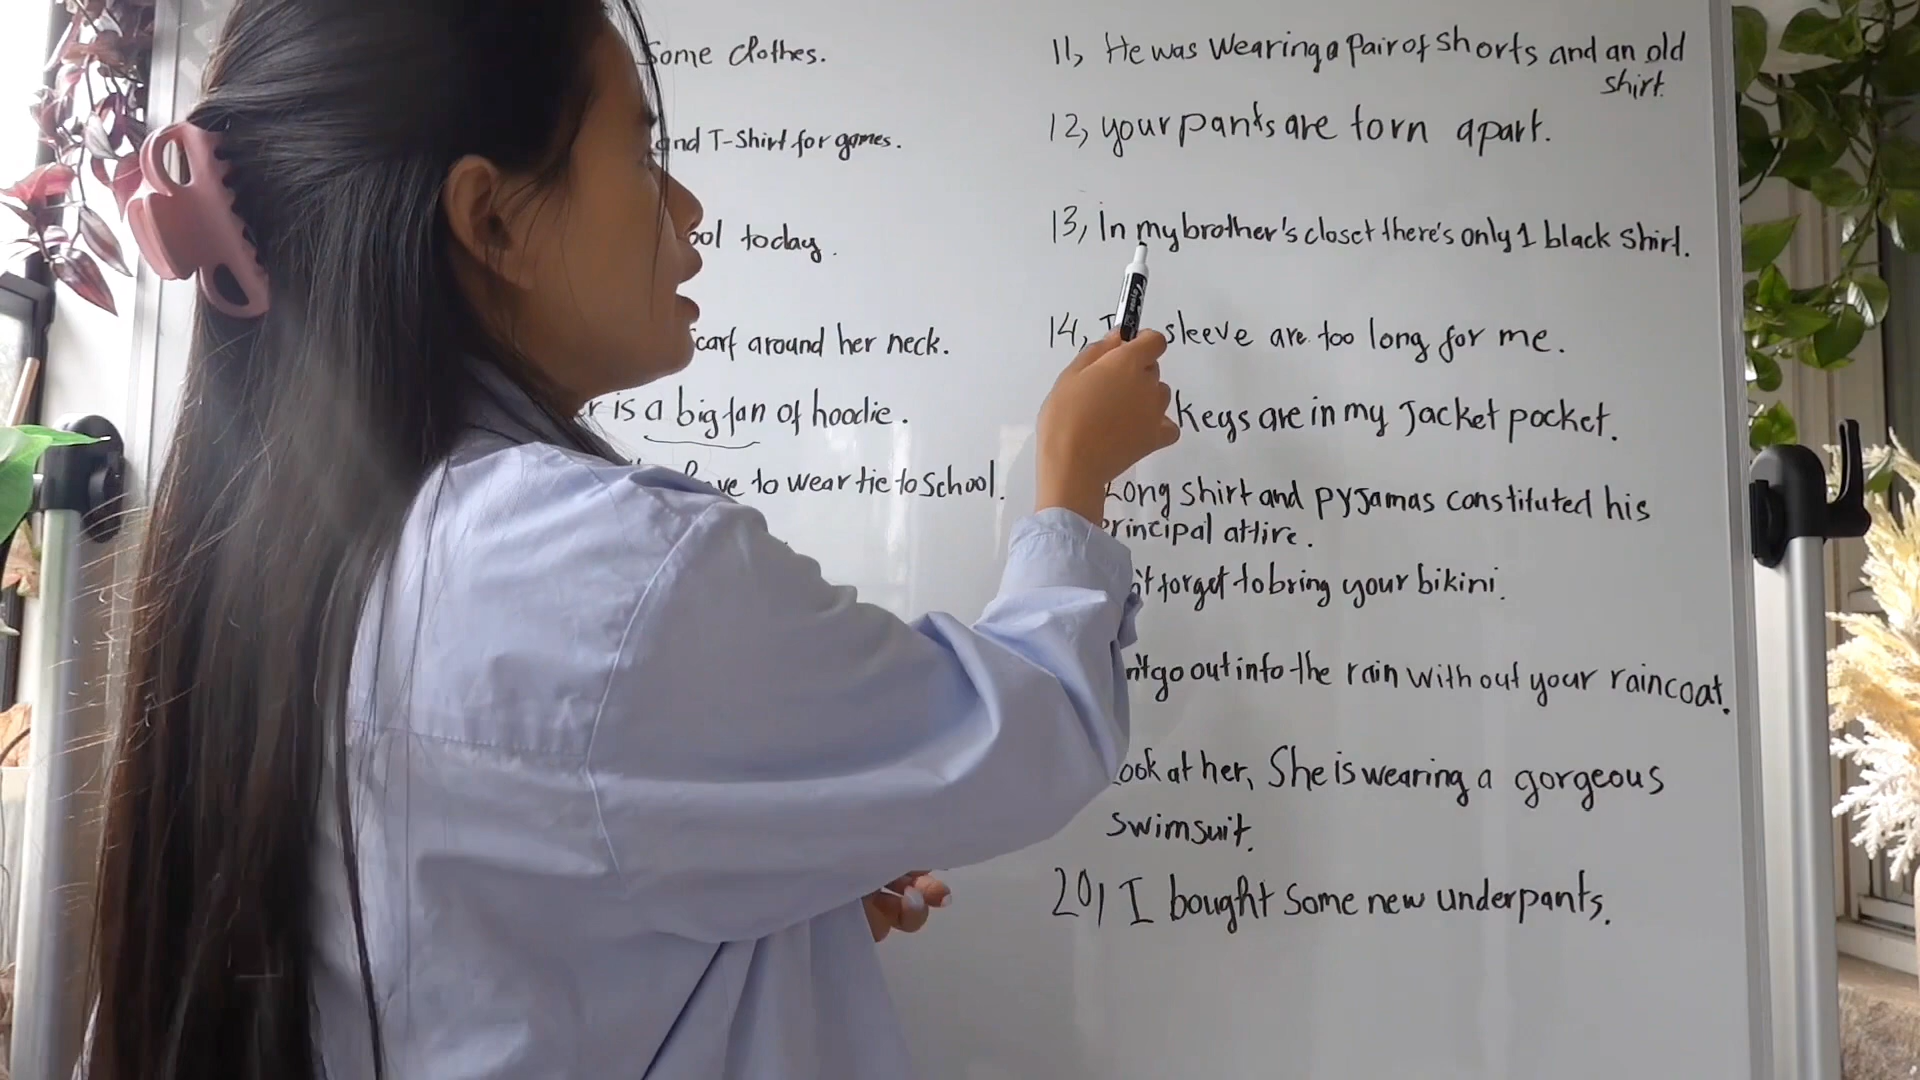 Some clothes.
and T-Shirt for games.
today.
around her neck.
is a big fan of hoodie.
to wear tie to School.
11, He was wearing a pair of shorts and an old
shirt.
12, your pants are torn apart.
13, In my brother's closet there's only 1 black shirt.
14, sleeve are too long for me.
keys are in my Jacket pocket.
Long shirt and pyjamas constituted his
principal attire.
forget to bring your bikini.
go out into the rain without your raincoat.
at her, She is wearing a gorgeous
swimsuit.
20, I bought some new underpants.